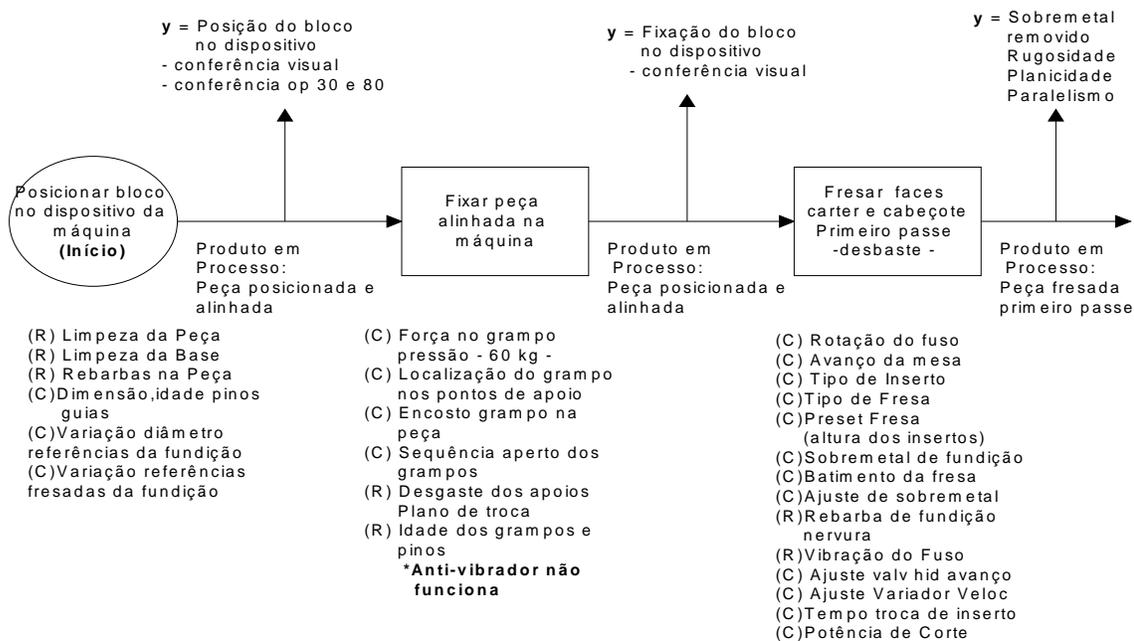 y = Posição do bloco
no dispositivo
- conferência visual
- conferência op 30 e 80
y = Fixação do bloco
no dispositivo
- conferência visual
y = Sobremetal
removido
Rugosidade
Planicidade
Paralelismo
Posicionar bloco
no dispositivo da
máquina
(Início)
Fixar peça
alinhada na
máquina
Fresar faces
carter e cabeçote
Primeiro passe
-desbaste -
Produto em
Processo:
Peça posicionada e
alinhada
Produto em
Processo:
Peça posicionada e
alinhada
Produto em
Processo:
Peça fresada
primeiro passe
(R) Limpeza da Peça
(R) Limpeza da Base
(R) Rebarbas na Peça
(C)Dimensão,idade pinos
guias
(C)Variação diâmetro
referências da fundição
(C)Variação referências
fresadas da fundição
(C) Força no grampo
pressão - 60 kg -
(C) Localização do grampo
nos pontos de apoio
(C) Encosto grampo na
peça
(C) Sequência aperto dos
grampos
(R) Desgaste dos apoios
Plano de troca
(R) Idade dos grampos e
pinos
*Anti-vibrador não
funciona
(C) Rotação do fuso
(C) Avanço da mesa
(C) Tipo de Inserto
(C)Tipo de Fresa
(C)Preset Fresa
(altura dos insertos)
(C)Sobremetal de fundição
(C)Batimento da fresa
(C)Ajuste de sobremetal
(R)Rebarba de fundição
nervura
(R)Vibração do Fuso
(C) Ajuste valv hid avanço
(C) Ajuste Variador Veloc
(C)Tempo troca de inserto
(C)Potência de Corte